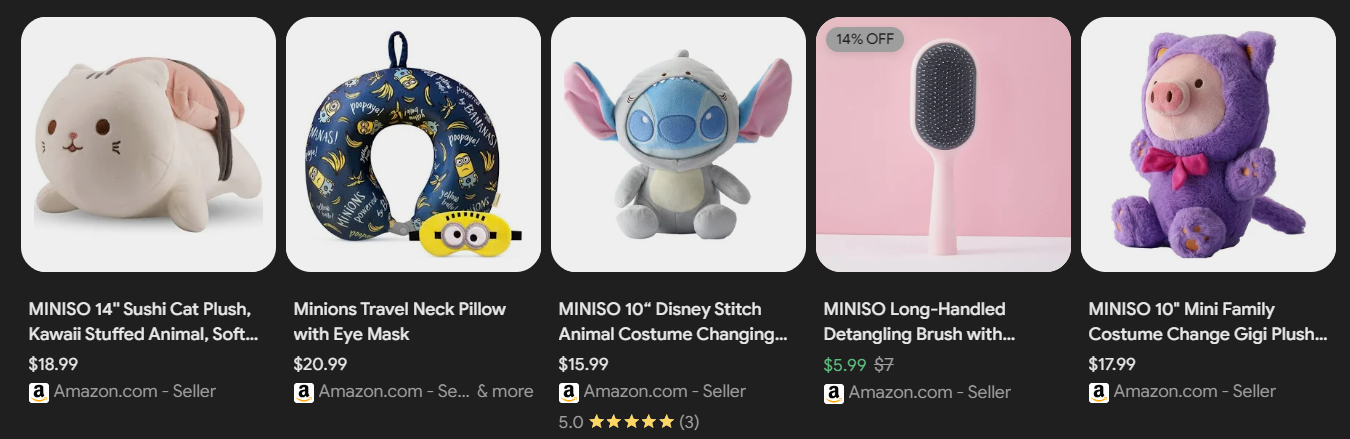 14% OFF
MINISO 14" Sushi Cat Plush,
Kawaii Stuffed Animal, Soft...
$18.99
a Amazon.com - Seller
Minions Travel Neck Pillow
with Eye Mask
$20.99
a Amazon.com - Se... & more
MINISO 10“ Disney Stitch
Animal Costume Changing...
$15.99
a Amazon.com - Seller
5.0 ★★★★★ (3)
MINISO Long-Handled
Detangling Brush with...
$5.99 $7
a Amazon.com - Seller
MINISO 10" Mini Family
Costume Change Gigi Plush...
$17.99
a Amazon.com - Seller